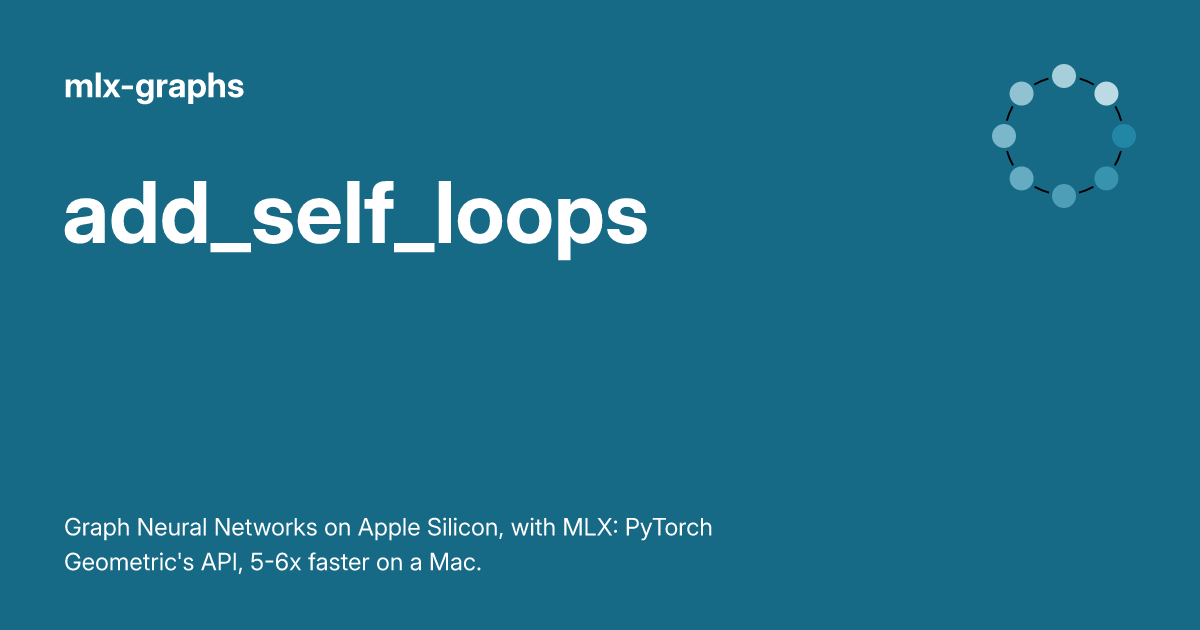 mlx-graphs
add_self_loops
Graph Neural Networks on Apple Silicon, with MLX: PyTorch
Geometric's API, 5-6x faster on a Mac.